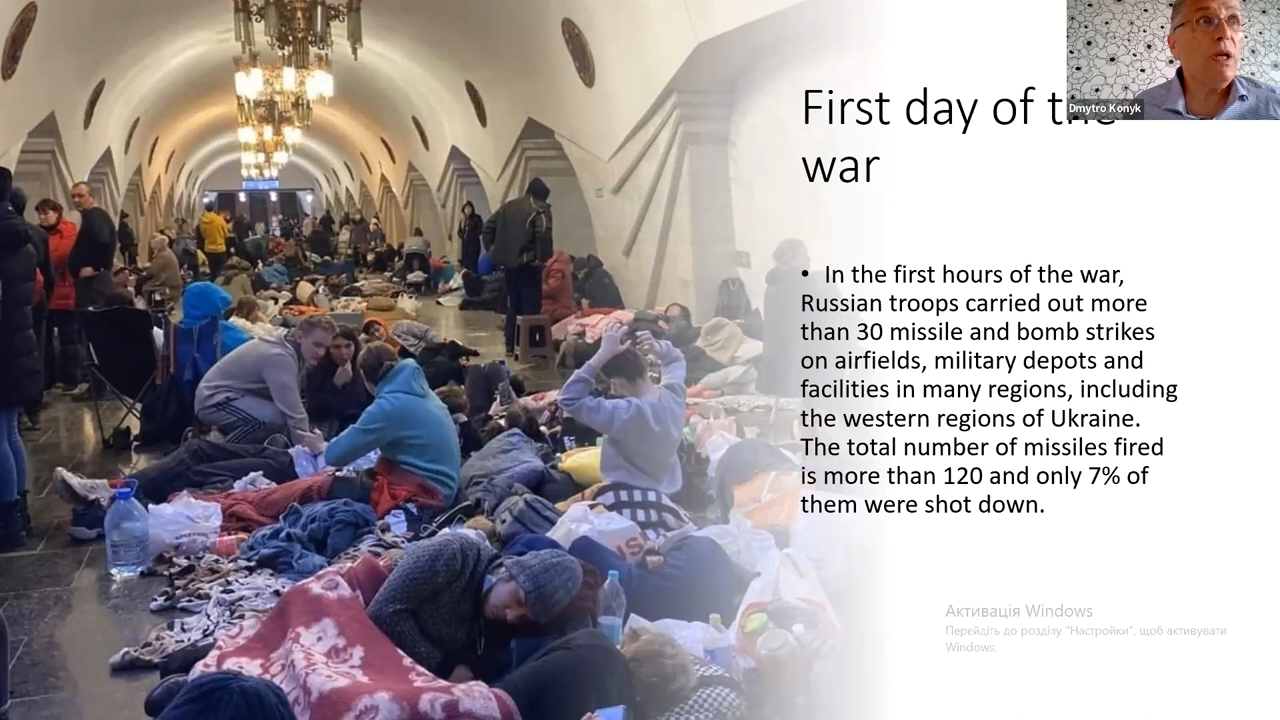 First day of the
war
Dmytro Konyk
• In the first hours of the war,
Russian troops carried out more
than 30 missile and bomb strikes
on airfields, military depots and
facilities in many regions, including
the western regions of Ukraine.
The total number of missiles fired
is more than 120 and only 7% of
them were shot down.
Активація Windows
Перейдіть до розділу "Настройки", щоб активувати
Windows.